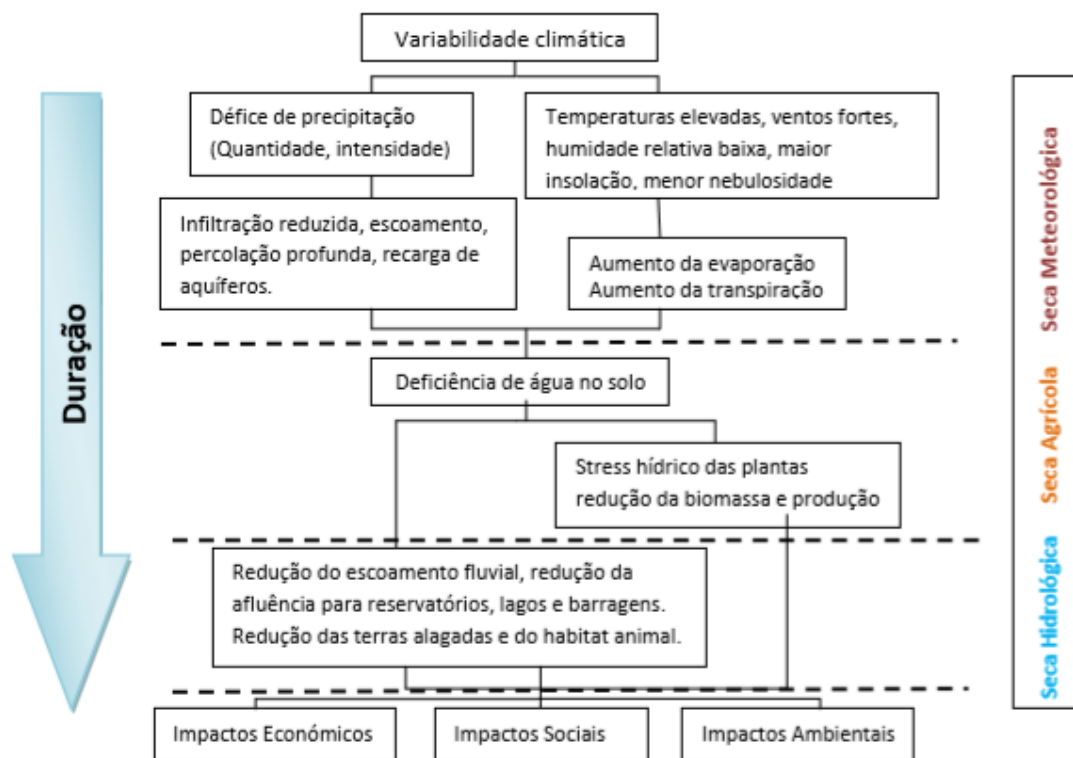 Variabilidade climática
Défice de precipitação
(Quantidade, intensidade)
Temperaturas elevadas, ventos fortes,
humidade relativa baixa, maior
insolação, menor nebulosidade
Infiltração reduzida, escoamento,
percolação profunda, recarga de
aquíferos.
Aumento da evaporação
Aumento da transpiração
Deficiência de água no solo
Stress hídrico das plantas
redução da biomassa e produção
Redução do escoamento fluvial, redução da
afluência para reservatórios, lagos e barragens.
Redução das terras alagadas e do habitat animal.
Impactos Económicos
Impactos Sociais
Impactos Ambientais
Duração
Seca Meteorológica
Seca Agrícola
Seca Hidrológica